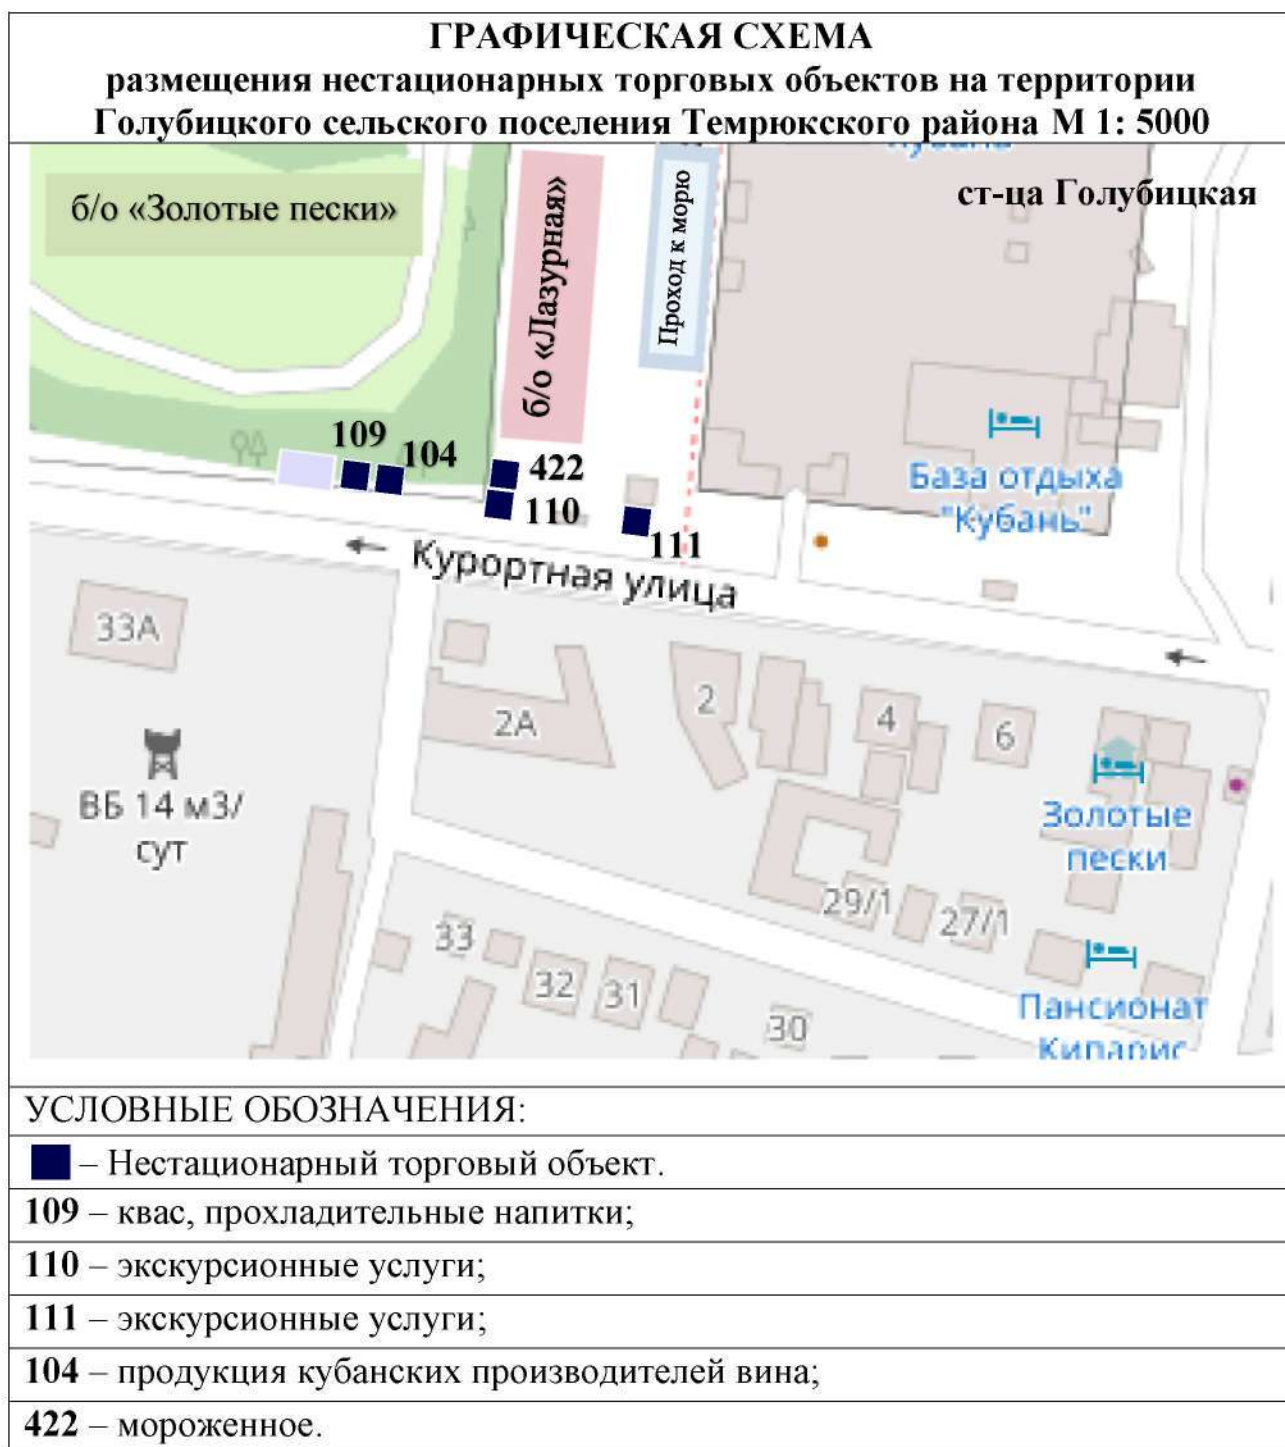 ГРАФИЧЕСКАЯ СХЕМА
размещения нестационарных торговых объектов на территории
Голубицкого сельского поселения Темрюкского района М 1: 5000
ст-ца Голубицкая
б/о «Золотые пески»
б/о «Лазурная»
Проход к морю
109
104
422
110
111
База отдыха
"Кубань"
Курортная улица
33А
2А
2
4
6
ВБ 14 м3/
сут
Золотые
пески
29/1
27/1
33
32
31
30
Пансионат
Кипарис
УСЛОВНЫЕ ОБОЗНАЧЕНИЯ:
– Нестационарный торговый объект.
109 – квас, прохладительные напитки;
110 – экскурсионные услуги;
111 – экскурсионные услуги;
104 – продукция кубанских производителей вина;
422 – мороженное.